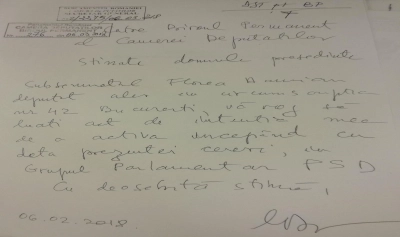 Către Biroul Permanent
al Camerei Deputaților
Stimate domnule președinte
Subsemnatul Florea Damian
deputat ales în circumscripția
nr 42 București, vă rog să
luați act de intenția mea
de a activa începând cu
data prezentei cereri, în
Grupul Parlamentar PSD
Cu deosebită stimă,
06.02.2018